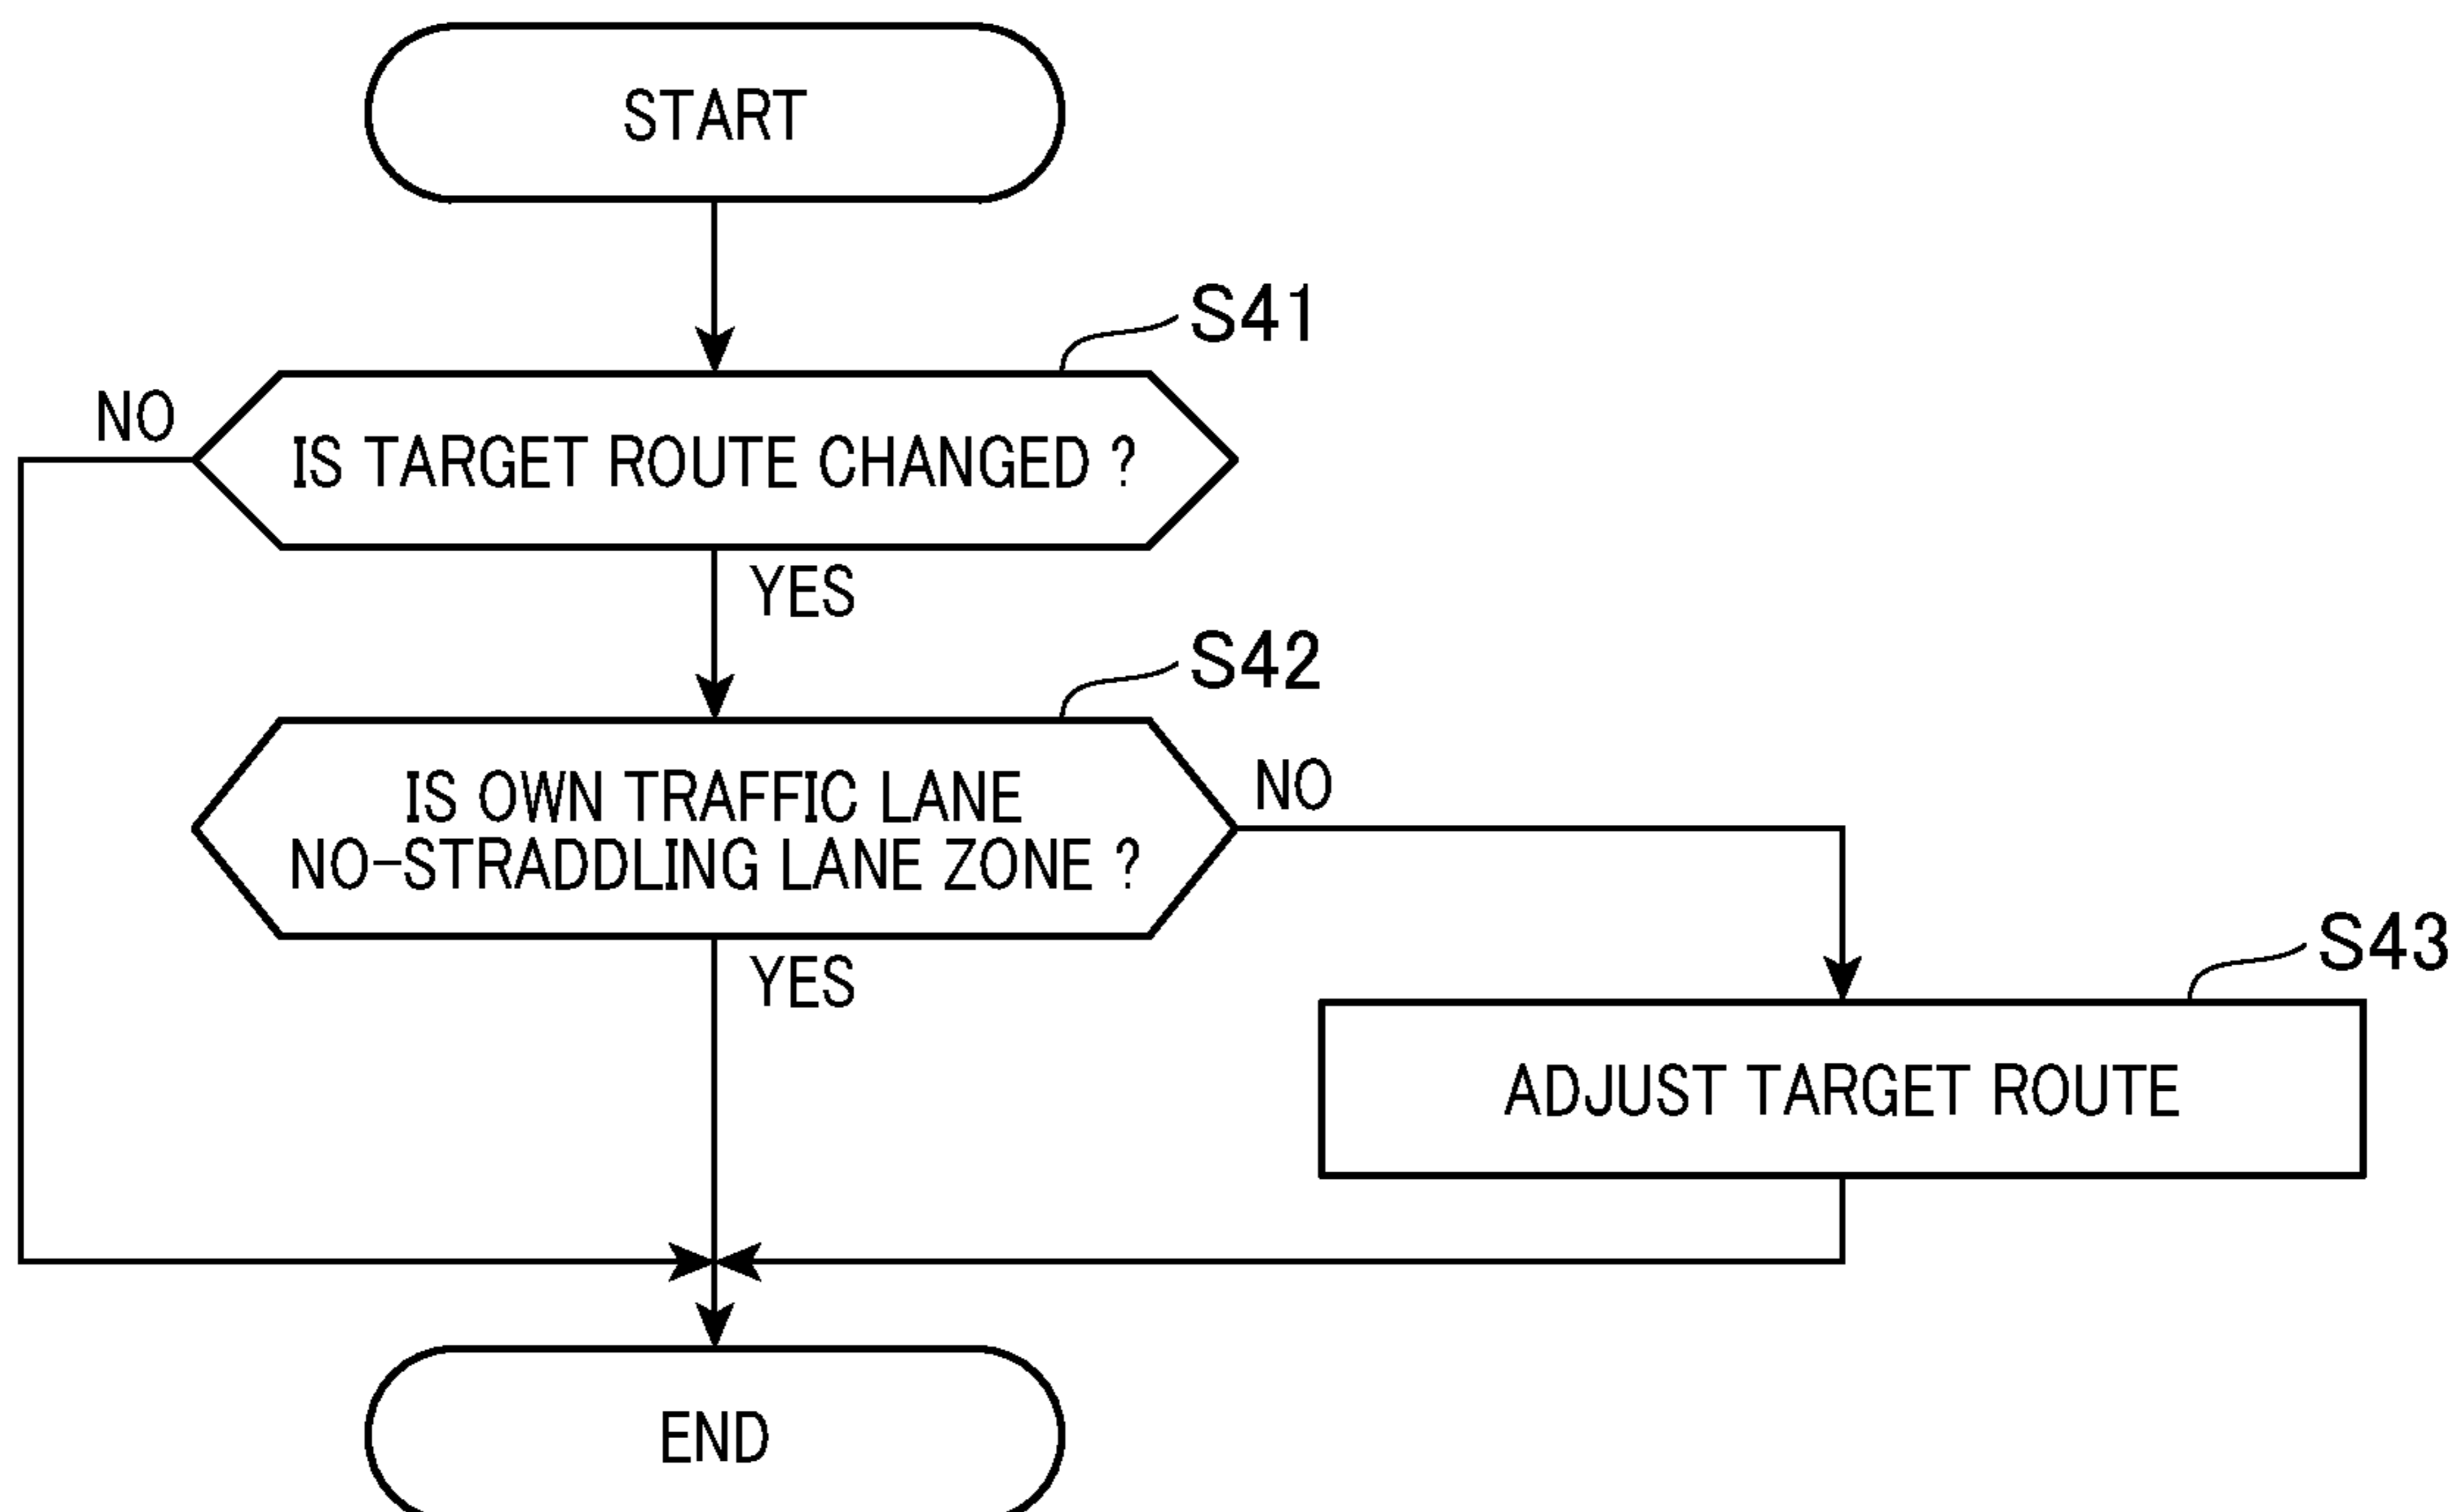 START
S41
NO
IS TARGET ROUTE CHANGED ?
YES
S42
IS OWN TRAFFIC LANE
NO-STRADDLING LANE ZONE ?
NO
YES
S43
ADJUST TARGET ROUTE
END